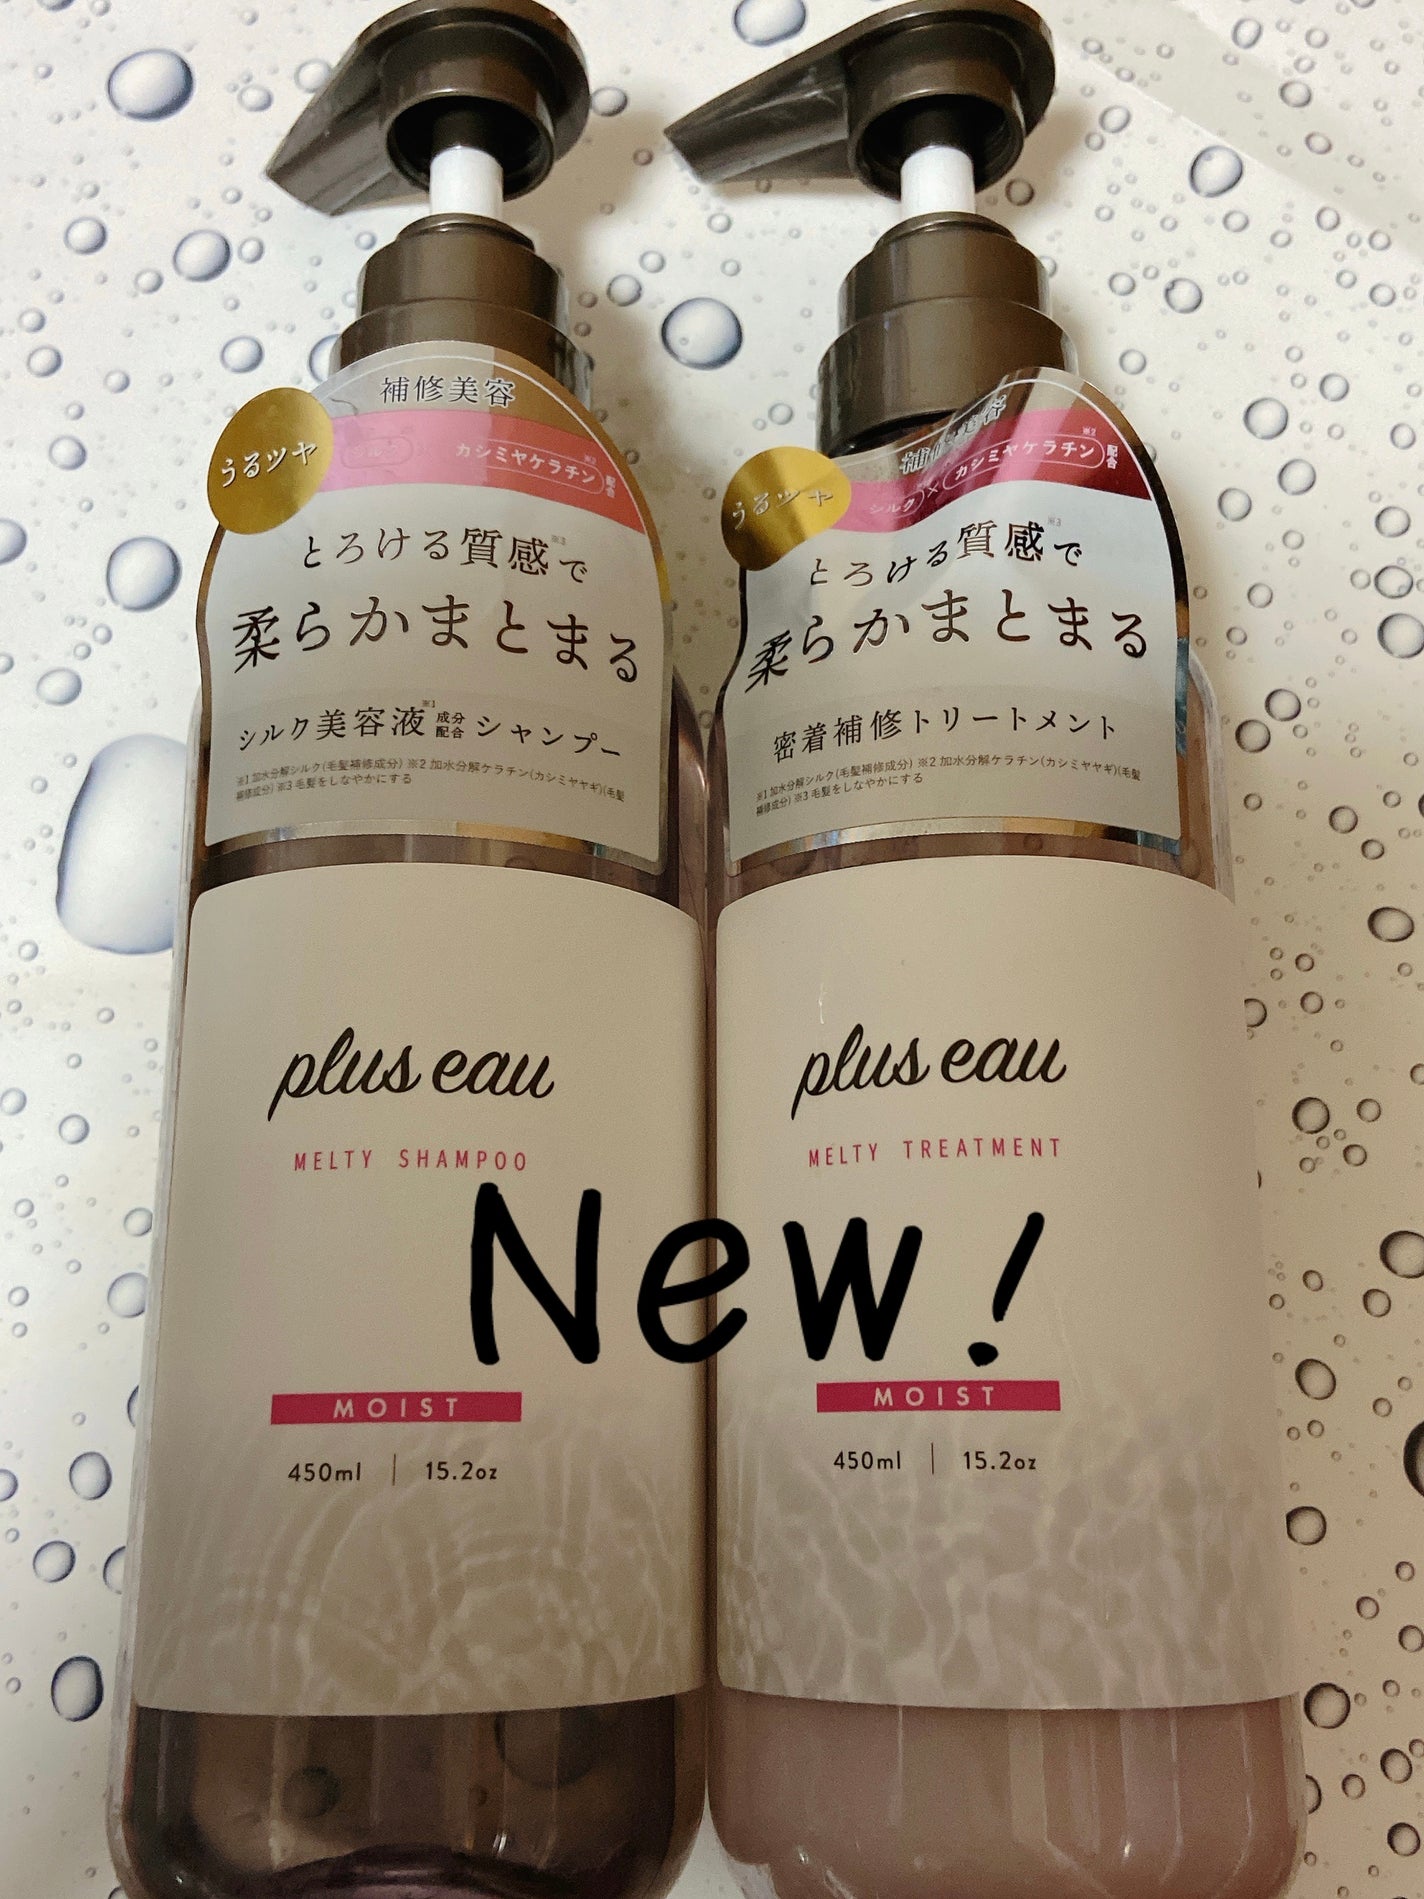 補修美容
うるツヤ
カシミヤケラチン※2配合
とろける質感※3で
柔らかまとまる
シルク美容液※1成分配合シャンプー
※1 加水分解シルク(毛髪補修成分) ※2 加水分解ケラチン(カシミヤヤギ)(毛髪
補修成分) ※3 毛髪をしなやかにする
plus eau
MELTY SHAMPOO
MOIST
450ml | 15.2oz
補修美容
うるツヤ
シルク×カシミヤケラチン※2配合
とろける質感※3で
柔らかまとまる
密着補修トリートメント
※1 加水分解シルク(毛髪補修成分) ※2 加水分解ケラチン(カシミヤヤギ)(毛髪
補修成分) ※3 毛髪をしなやかにする
plus eau
MELTY TREATMENT
MOIST
450ml | 15.2oz
New!